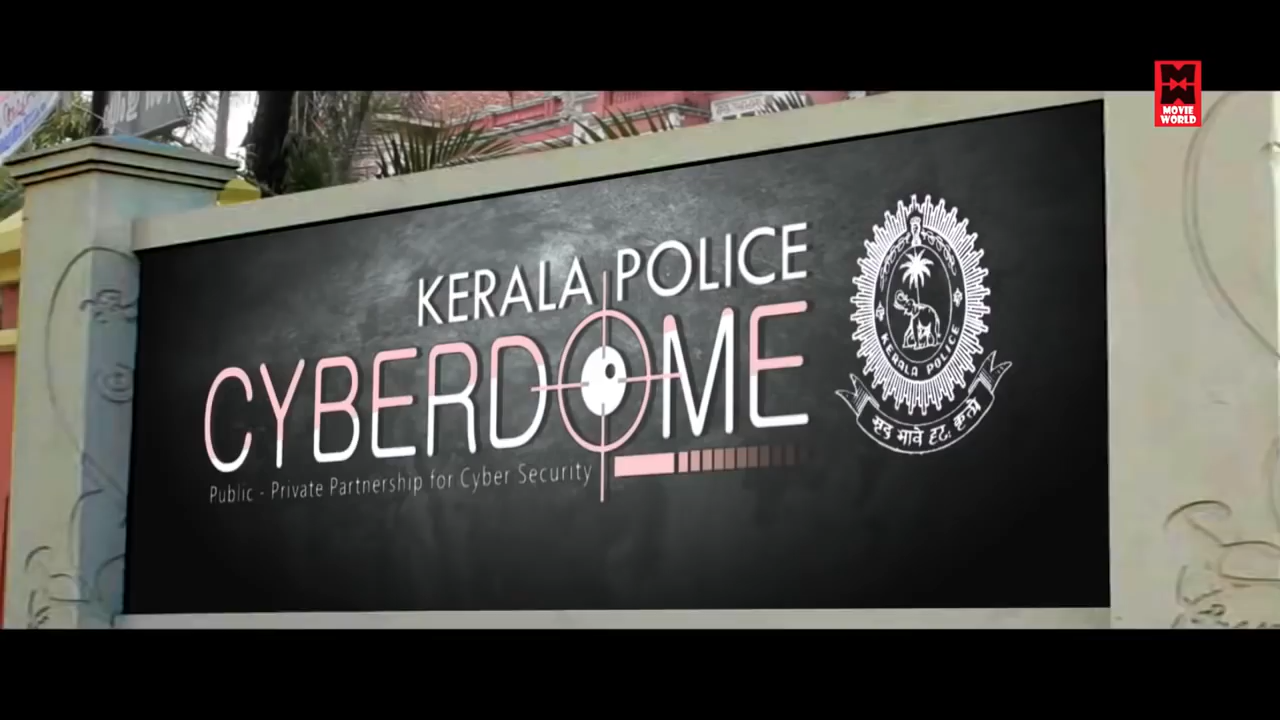 MOVIE
WORLD
KERALA POLICE
CYBERDOME
Public - Private Partnership for Cyber Security
KERALA POLICE
मृदु भावे दृढ़ कृत्ये